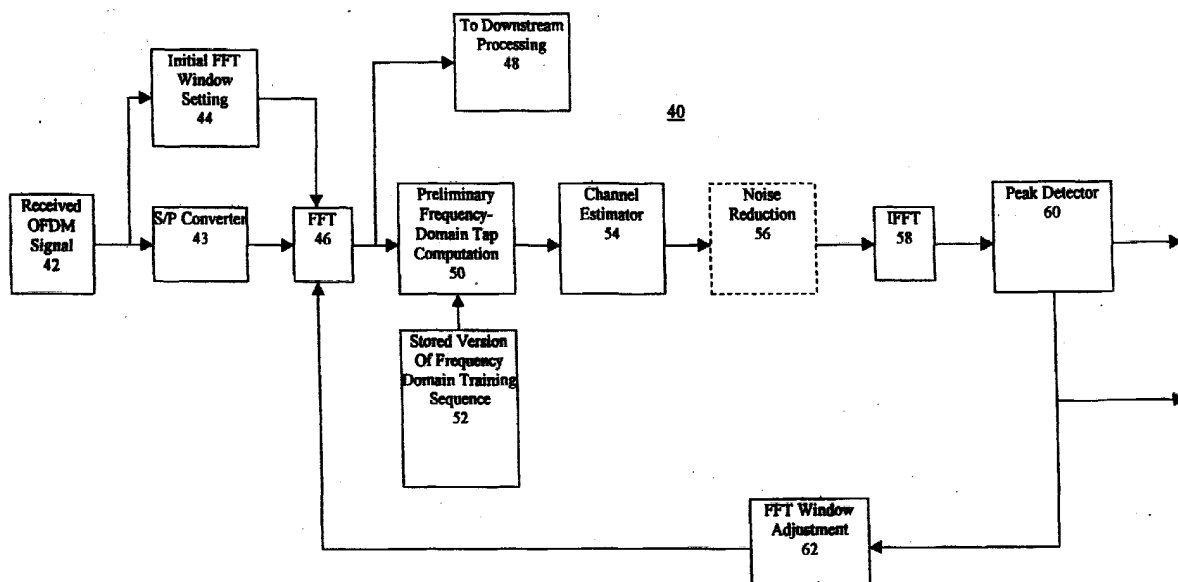 To Downstream
Processing
48
Initial FFT
Window
Setting
44
40
Received
OFDM
Signal
42
S/P Converter
43
FFT
46
Preliminary
Frequency-
Domain Tap
Computation
50
Channel
Estimator
54
Noise
Reduction
56
IFFT
58
Peak Detector
60
Stored Version
Of Frequency
Domain Training
Sequence
52
FFT Window
Adjustment
62